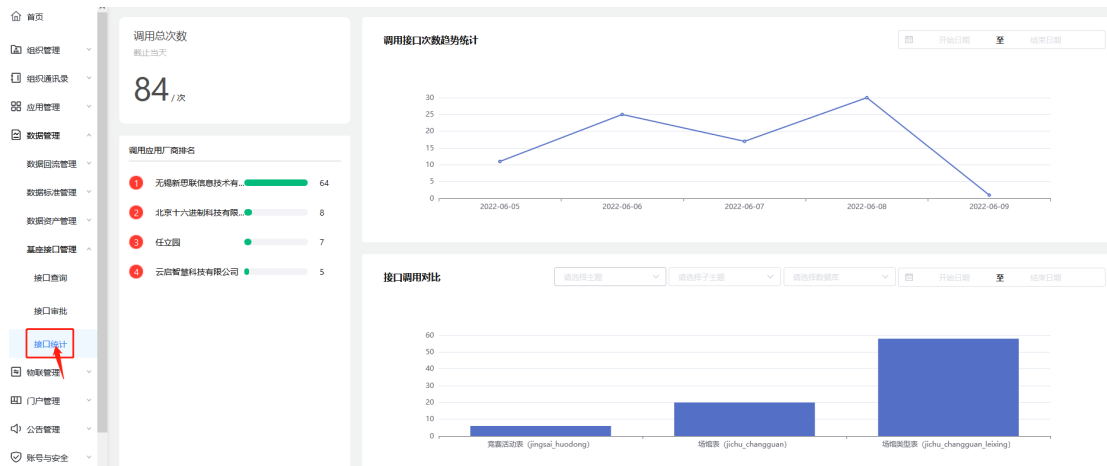 首页
组织管理
组织通讯录
应用管理
数据管理
数据回流管理
数据标准管理
数据资产管理
基座接口管理
接口查询
接口审批
接口统计
物联管理
门户管理
公告管理
账号与安全
调用总次数
截止当天
84 / 次
调用应用厂商排名
1 无锡新思联信息技术有... 64
2 北京十六进制科技有限... 8
3 任立园 7
4 云启智慧科技有限公司 5
调用接口次数趋势统计
开始日期 至 结束日期
30
25
20
15
10
5
0
2022-06-05 2022-06-06 2022-06-07 2022-06-08 2022-06-09
接口调用对比
请选择主题 请选择子主题 请选择数据库 开始日期 至 结束日期
60
50
40
30
20
10
0
竞赛活动表（jingsai_huodong） 场馆表（jichu_changguan） 场馆类型表（jichu_changguan_leixing）